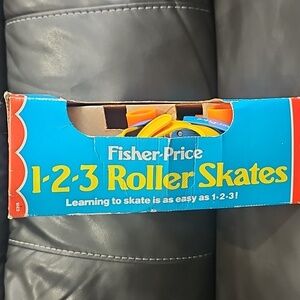 Fisher-Price
1-2-3 Roller Skates
Learning to skate is as easy as 1-2-3!